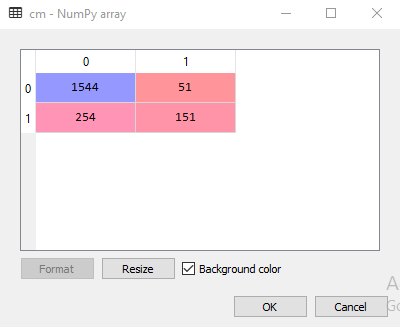 cm - NumPy array
0 1
0 1544 51
1 254 151
Format Resize Background color
OK Cancel